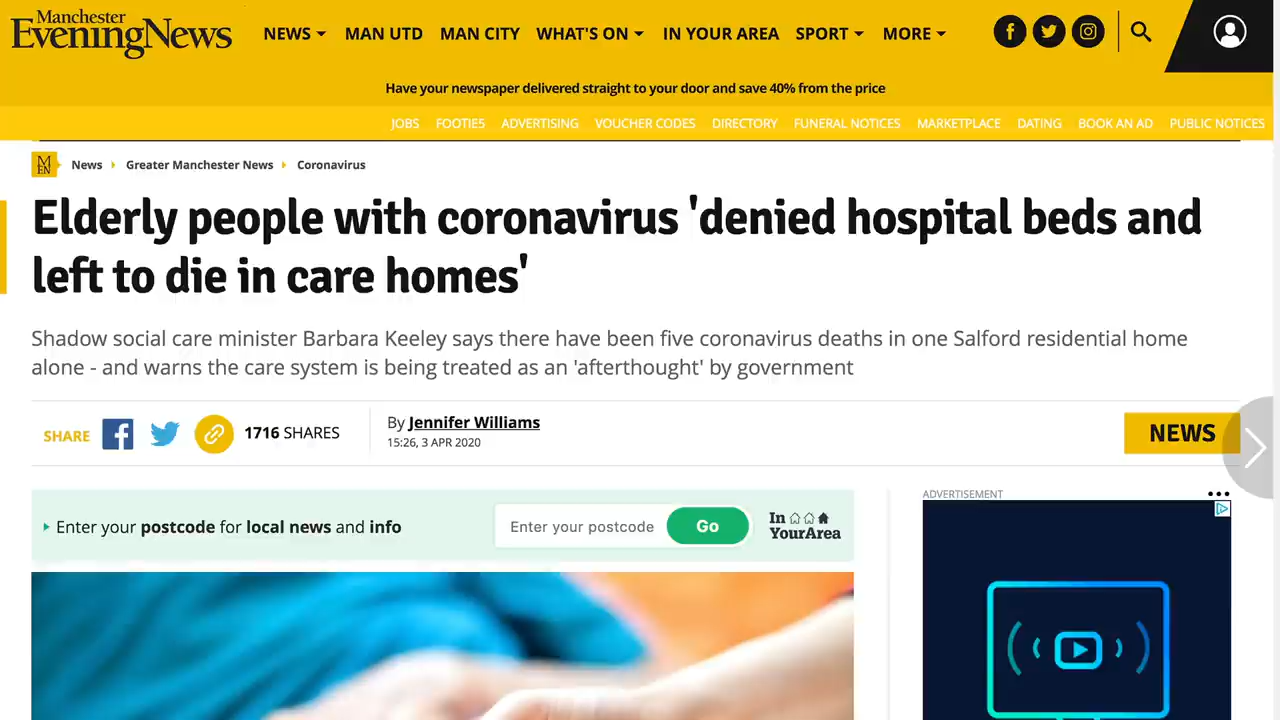 Manchester
Evening News
NEWS MAN UTD MAN CITY WHAT'S ON IN YOUR AREA SPORT MORE
Have your newspaper delivered straight to your door and save 40% from the price
JOBS FOOTIE5 ADVERTISING VOUCHER CODES DIRECTORY FUNERAL NOTICES MARKETPLACE DATING BOOK AN AD PUBLIC NOTICES
M
EN
News Greater Manchester News Coronavirus
Elderly people with coronavirus 'denied hospital beds and
left to die in care homes'
Shadow social care minister Barbara Keeley says there have been five coronavirus deaths in one Salford residential home
alone - and warns the care system is being treated as an 'afterthought' by government
SHARE 1716 SHARES
By Jennifer Williams
15:26, 3 APR 2020
NEWS
Enter your postcode for local news and info
Enter your postcode Go
In
YourArea
ADVERTISEMENT